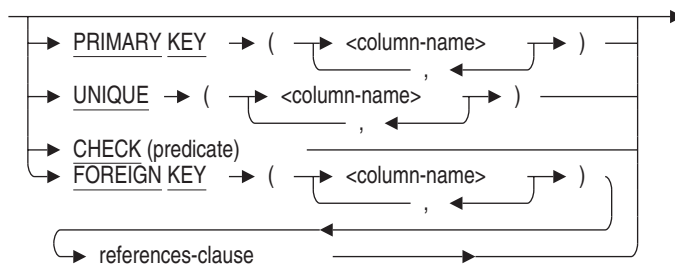 PRIMARY KEY ( <column-name> )
,
UNIQUE ( <column-name> )
,
CHECK (predicate)
FOREIGN KEY ( <column-name> )
,
references-clause